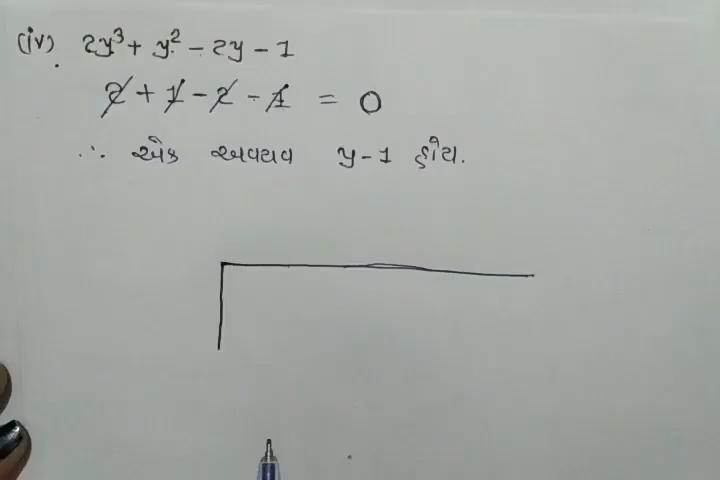 (iv). 2y³ + y² - 2y - 1
2 + 1 - 2 - 1 = 0
∴ એક અવયવ y-1 હોય.